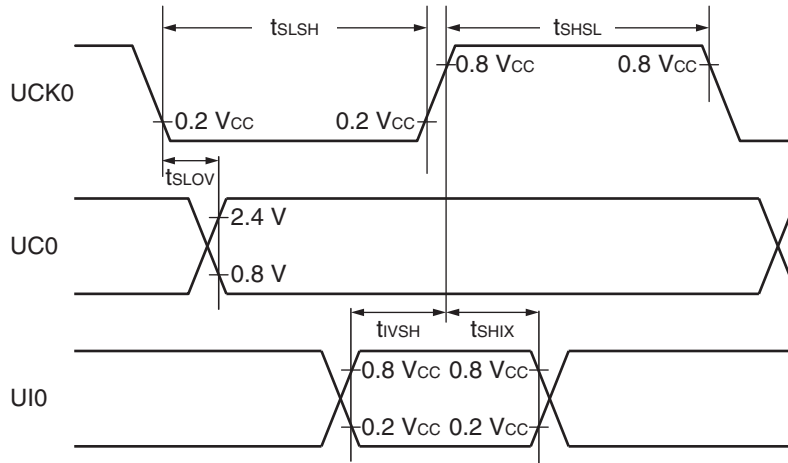 tSLSH tSHSL
UCK0 0.2 VCC 0.2 VCC 0.8 VCC 0.8 VCC
tSLOV
UC0 2.4 V
0.8 V
tIVSH tSHIX
0.8 VCC 0.8 VCC
UI0
0.2 VCC 0.2 VCC